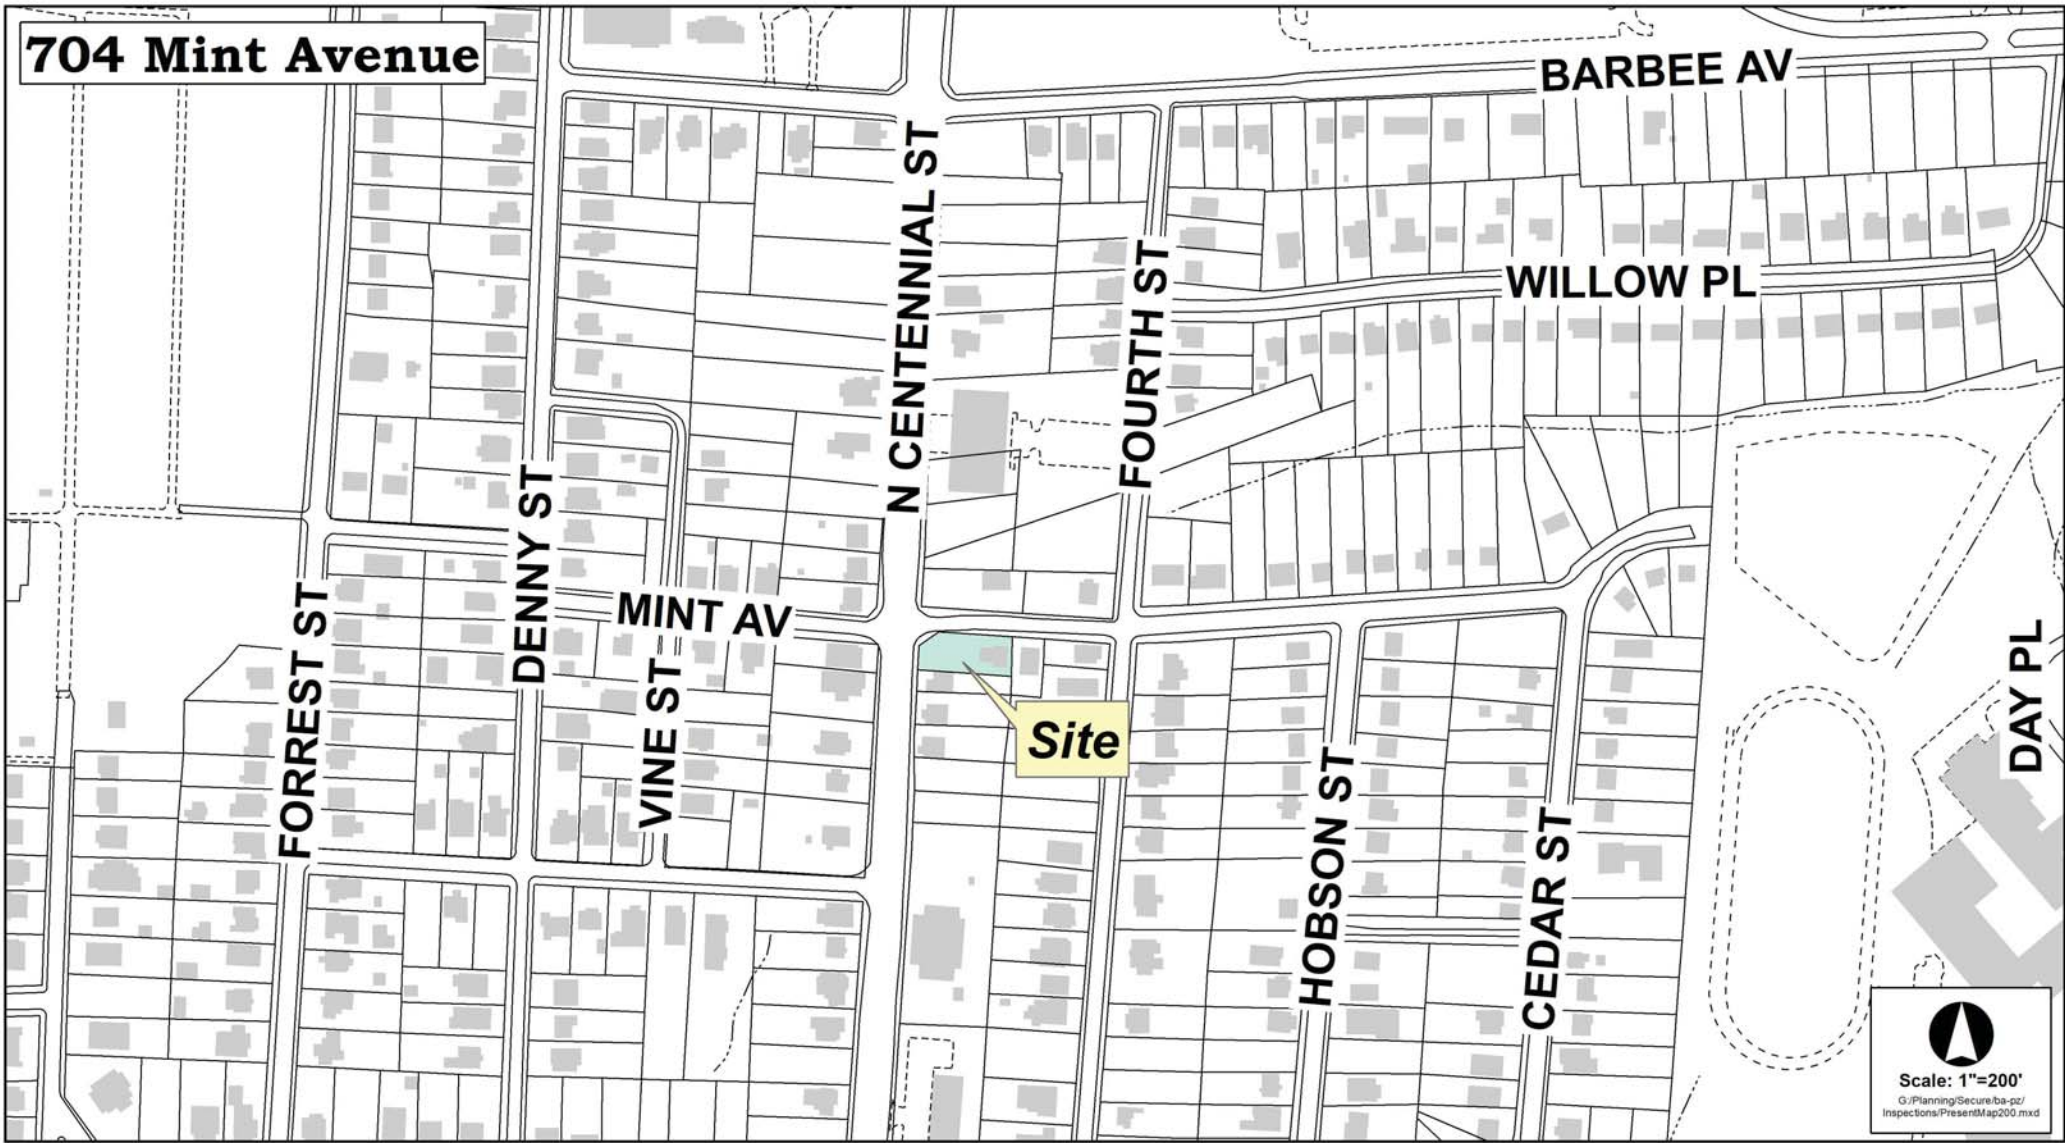 704 Mint Avenue
BARBEE AV
N CENTENNIAL ST
WILLOW PL
FOURTH ST
DENNY ST
MINT AV
FORREST ST
VINE ST
Site
DAY PL
HOBSON ST
CEDAR ST
Scale: 1"=200'
G:/Planning/Secure/ba-pz/
Inspections/PresentMap200.mxd